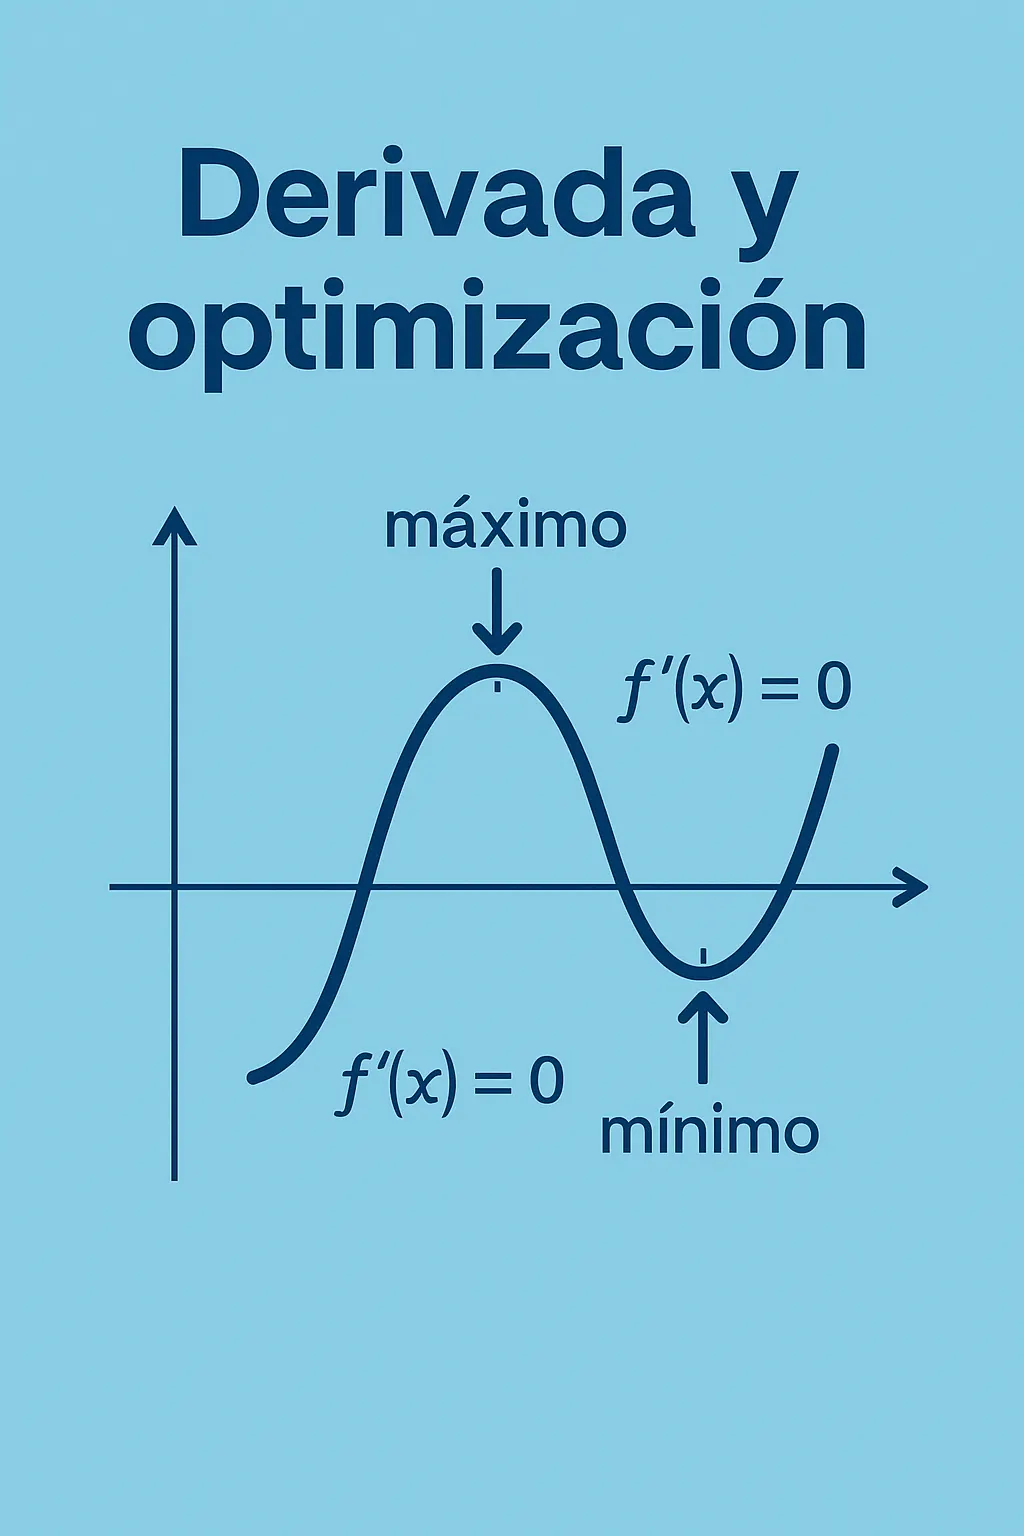 Derivada y
optimización
máximo
f′(x) = 0
f′(x) = 0
mínimo